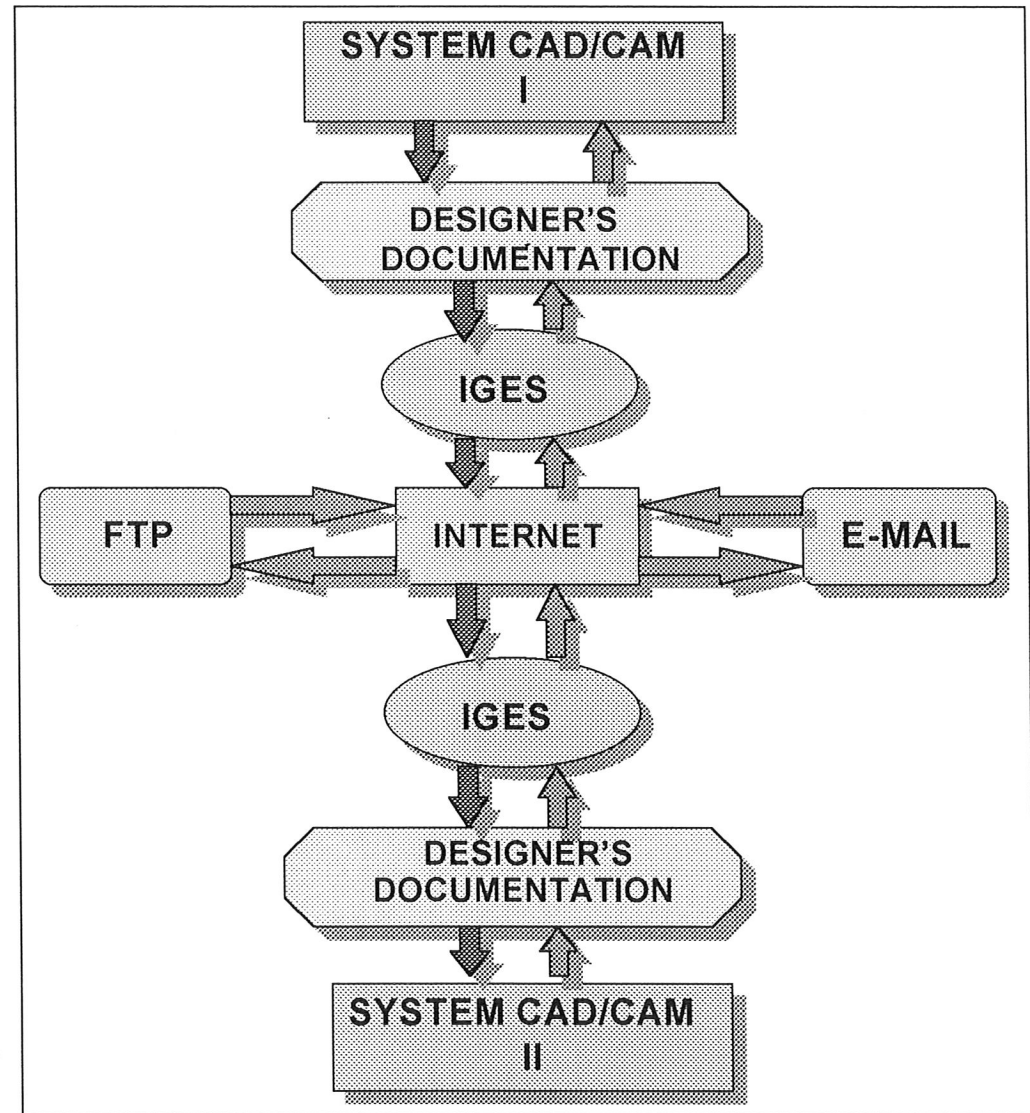 SYSTEM CAD/CAM
I
DESIGNER'S
DOCUMENTATION
IGES
FTP
INTERNET
E-MAIL
IGES
DESIGNER'S
DOCUMENTATION
SYSTEM CAD/CAM
II